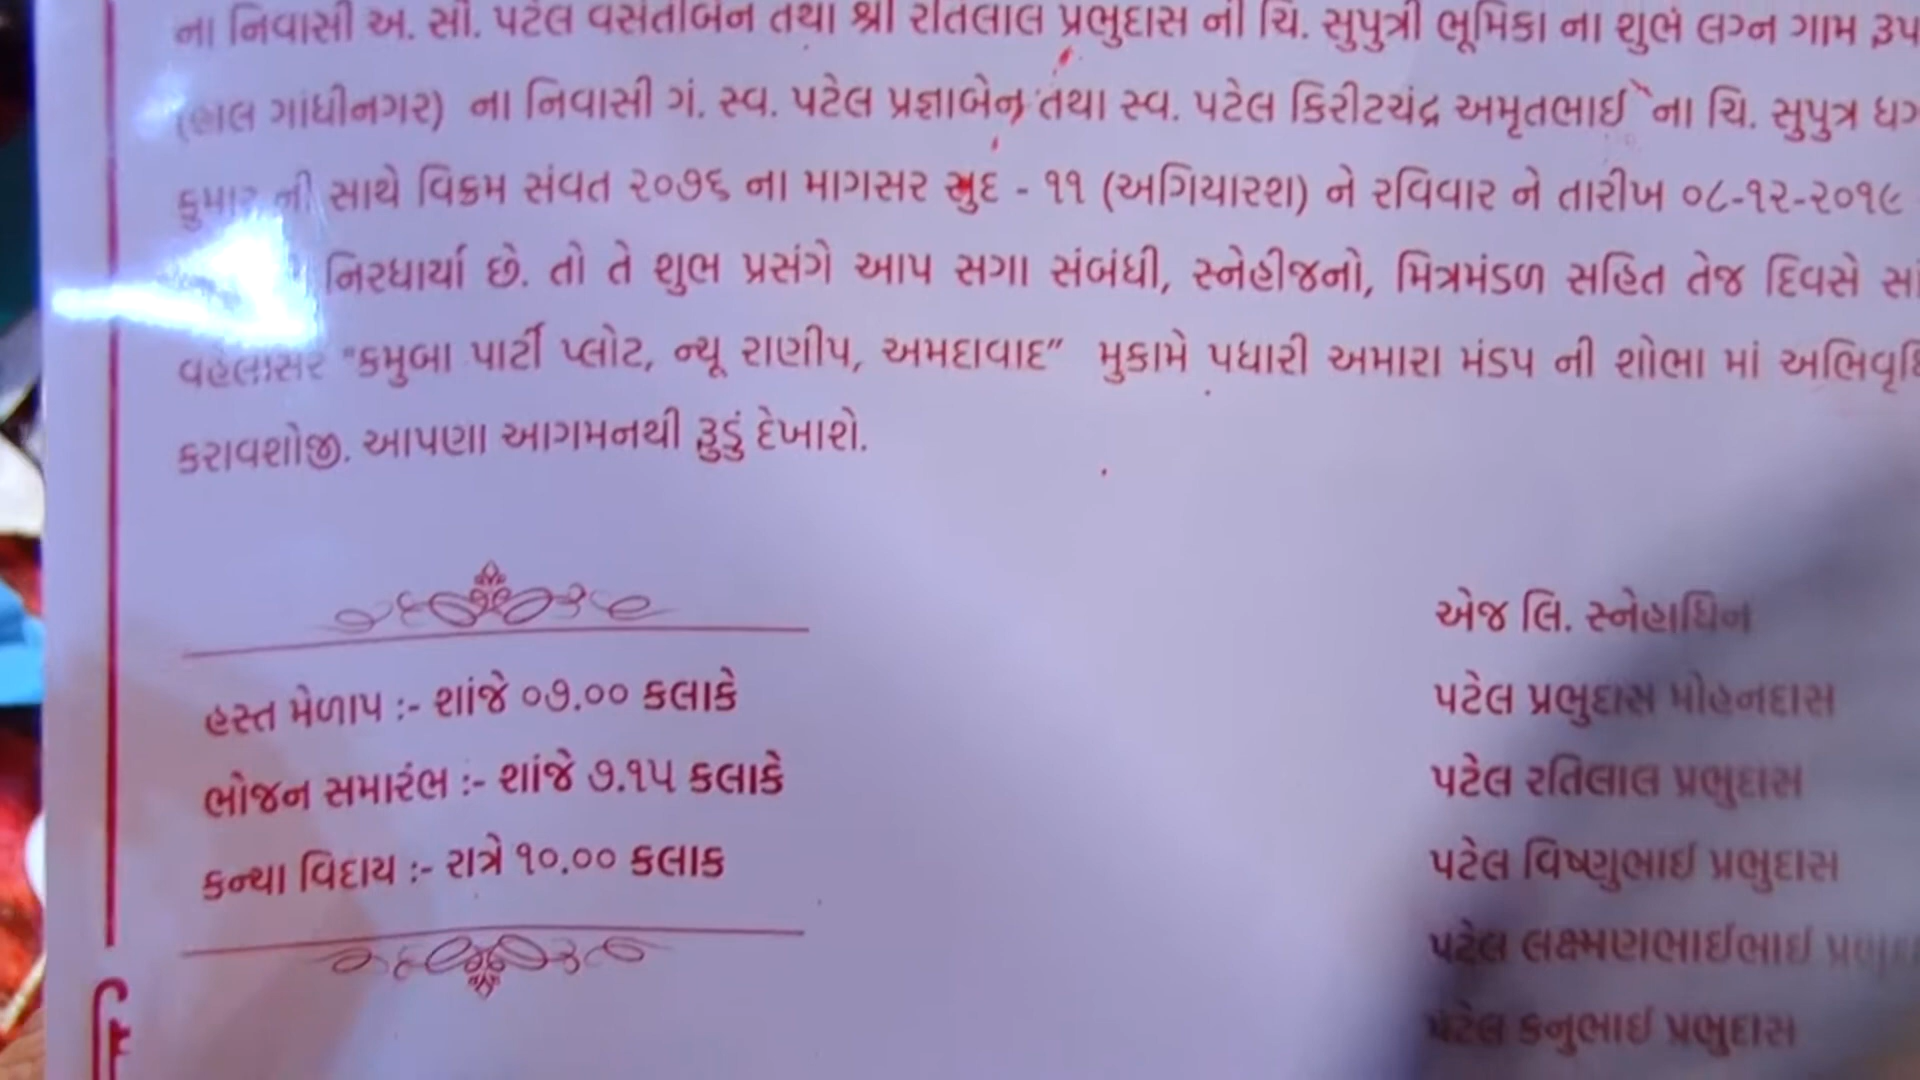 ના નિવાસી અ. સૌ. પટેલ વસંતીબેન તથા શ્રી રતિલાલ પ્રભુદાસ ની ચિ. સુપુત્રી ભૂમિકા ના શુભ લગ્ન ગામ રૂપ
ગાંધીનગર) ના નિવાસી ગં. સ્વ. પટેલ પ્રજ્ઞાબેન તથા સ્વ. પટેલ કિરીટચંદ્ર અમૃતભાઈ ના ચિ. સુપુત્ર
કુમાર ની સાથે વિક્રમ સંવત ૨૦૭૬ ના માગસર સુદ - ૧૧ (અગિયારશ) ને રવિવાર ને તારીખ ૦૮-૧૨-૨૦૧૯
નિરધાર્યા છે. તો તે શુભ પ્રસંગે આપ સગા સંબંધી, સ્નેહીજનો, મિત્રમંડળ સહિત તેજ દિવસે
વહેલાસર "કમુબા પાર્ટી પ્લોટ, ન્યૂ રાણીપ, અમદાવાદ" મુકામે પધારી અમારા મંડપ ની શોભા માં અભિવૃદ્ધિ
કરાવશોજી. આપણા આગમનથી રૂડું દેખાશે.
હસ્ત મેળાપ :- શાંજે ૦૭.૦૦ કલાકે
ભોજન સમારંભ :- શાંજે ૭.૧૫ કલાકે
કન્યા વિદાય :- રાત્રે ૧૦.૦૦ કલાક
એજ લિ. સ્નેહાધિન
પટેલ પ્રભુદાસ મોહનદાસ
પટેલ રતિલાલ પ્રભુદાસ
પટેલ વિષ્ણુભાઈ પ્રભુદાસ
પટેલ લક્ષ્મણભાઈભાઈ
પટેલ કનુભાઈ પ્રભુદાસ